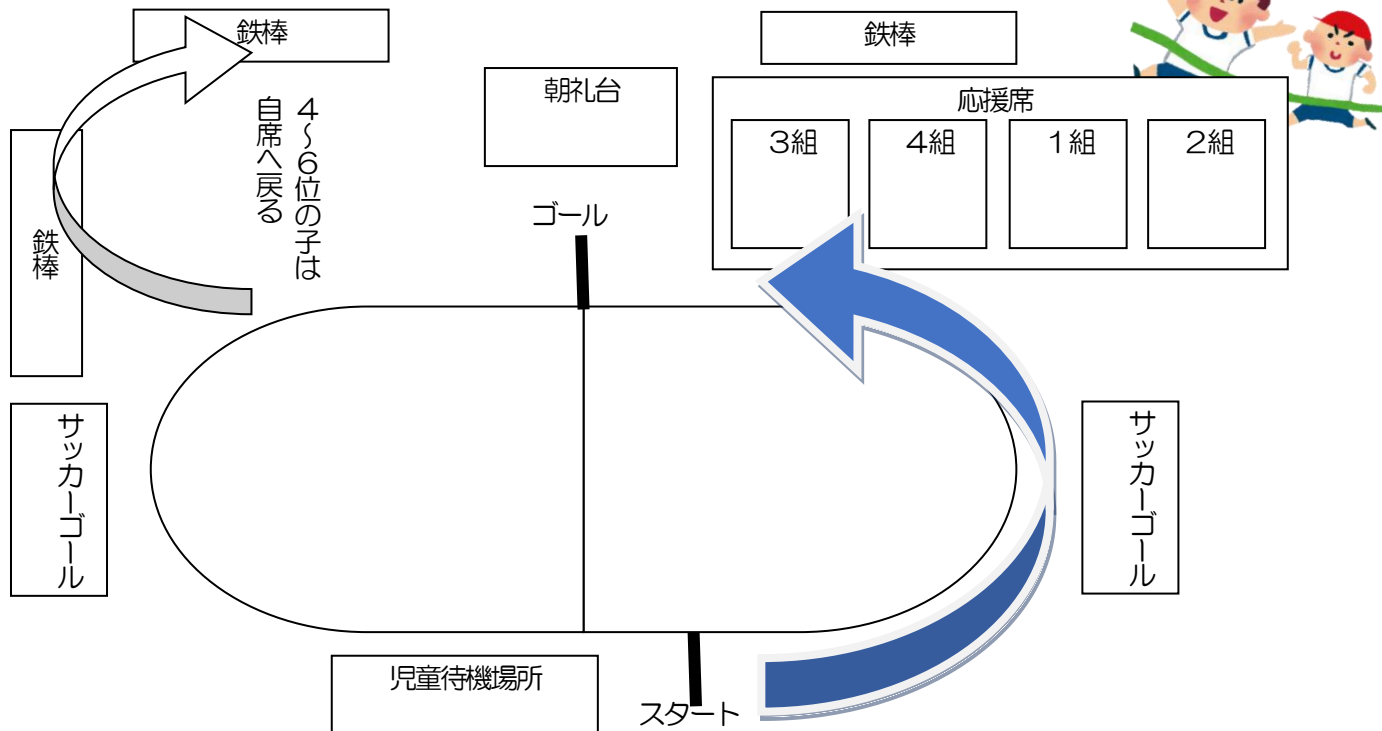 鉄棒
鉄棒
朝礼台
応援席
3組
4組
1組
2組
4~6位の子は
自席へ戻る
ゴール
鉄棒
サッカーゴール
サッカーゴール
児童待機場所
スタート